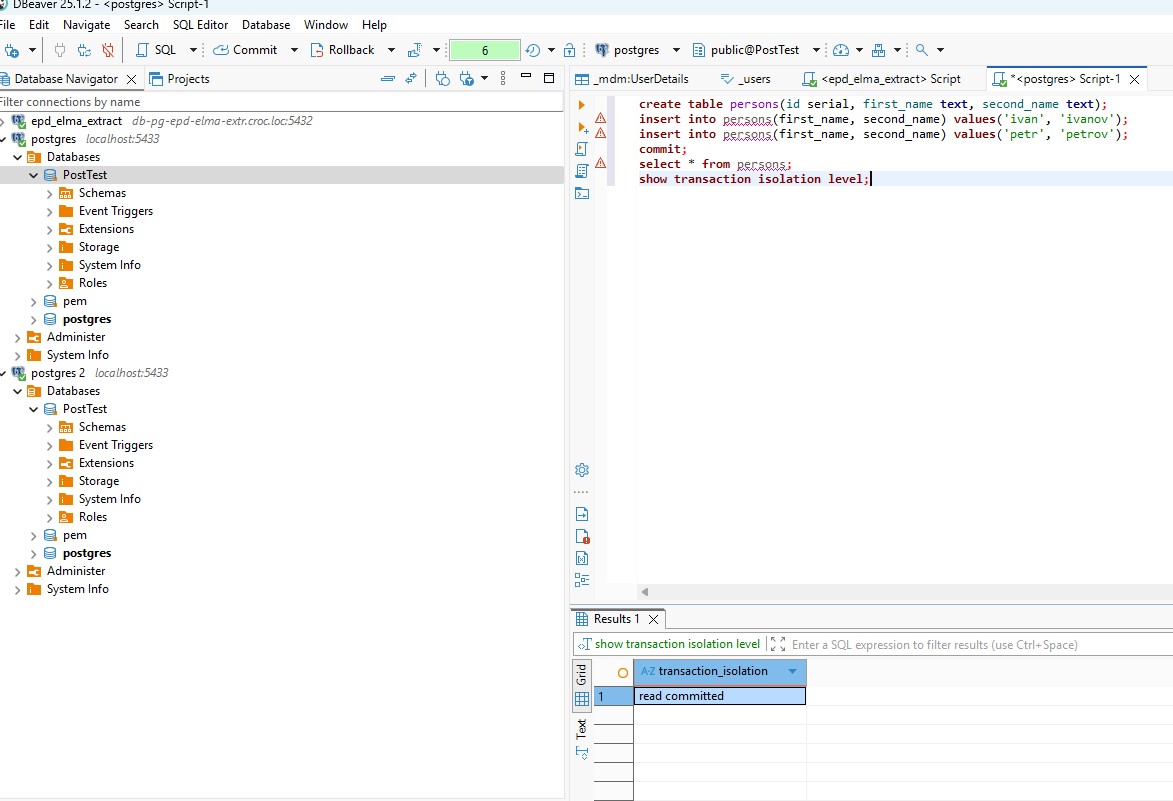 DBeaver 25.1.2 - <postgres> Script-1
File Edit Navigate Search SQL Editor Database Window Help
SQL Commit Rollback 6 postgres public@PostTest
Database Navigator Projects
Filter connections by name
epd_elma_extract db-pg-epd-elma-extr.croc.loc:5432
postgres localhost:5433
Databases
PostTest
Schemas
Event Triggers
Extensions
Storage
System Info
Roles
pem
postgres
Administer
System Info
postgres 2 localhost:5433
Databases
PostTest
Schemas
Event Triggers
Extensions
Storage
System Info
Roles
pem
postgres
Administer
System Info
_mdm:UserDetails _users <epd_elma_extract> Script *<postgres> Script-1
create table persons(id serial, first_name text, second_name text);
insert into persons(first_name, second_name) values('ivan', 'ivanov');
insert into persons(first_name, second_name) values('petr', 'petrov');
commit;
select * from persons;
show transaction isolation level;
Results 1
show transaction isolation level Enter a SQL expression to filter results (use Ctrl+Space)
Grid
Text
A-Z transaction_isolation
1 read committed